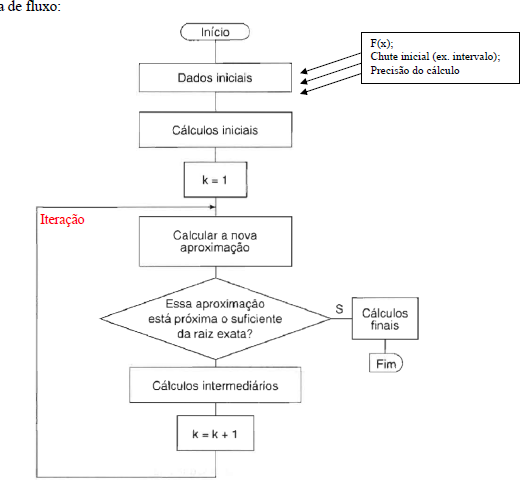 a de fluxo:
Início
F(x);
Chute inicial (ex. intervalo);
Precisão do cálculo
Dados iniciais
Cálculos iniciais
k = 1
Iteração
Calcular a nova
aproximação
Essa aproximação
está próxima o suficiente
da raiz exata?
S
Cálculos
finais
Fim
Cálculos intermediários
k = k + 1